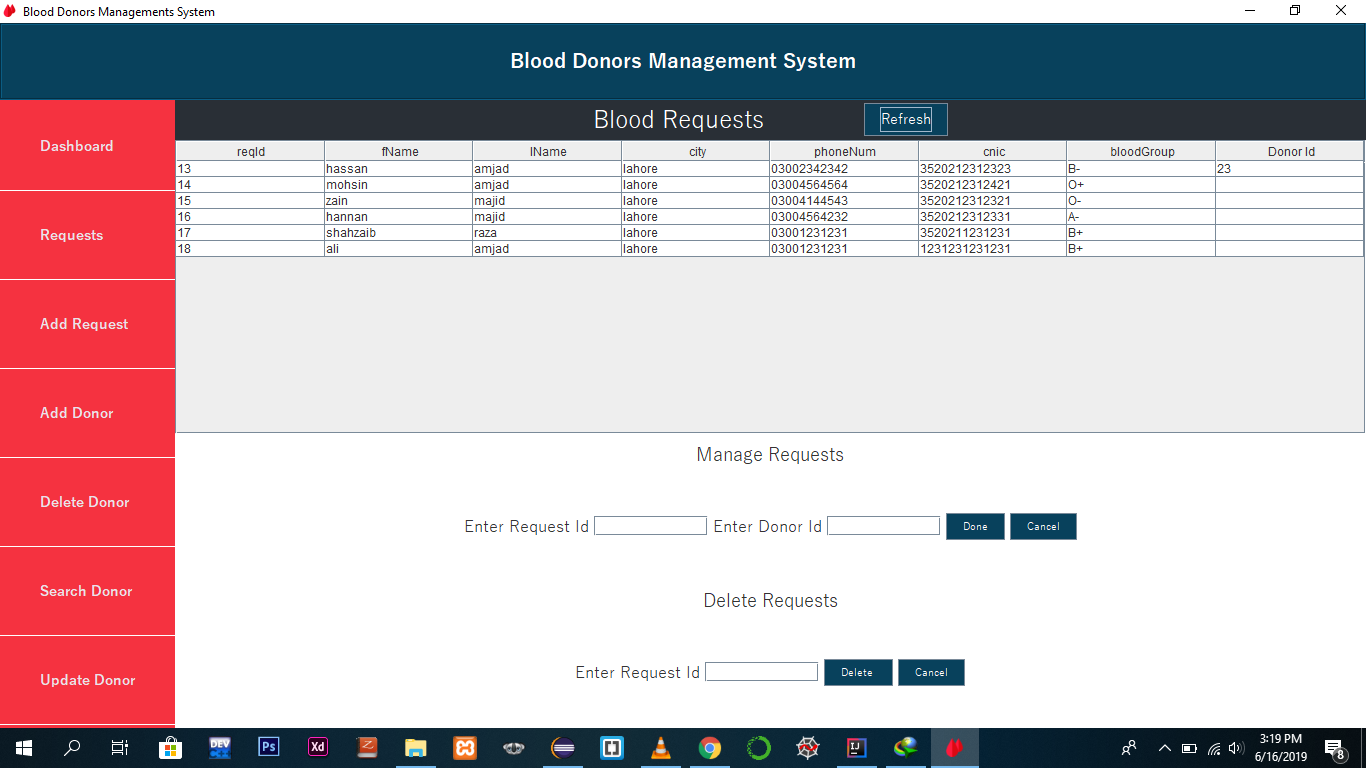 Blood Donors Managements System
Blood Donors Management System
Dashboard
Requests
Add Request
Add Donor
Delete Donor
Search Donor
Update Donor
Blood Requests Refresh
reqId fName lName city phoneNum cnic bloodGroup Donor Id
13 hassan amjad lahore 03002342342 3520212312323 B- 23
14 mohsin amjad lahore 03004564564 3520212312421 O+
15 zain majid lahore 03004144543 3520212312321 O-
16 hannan majid lahore 03004564232 3520212312331 A-
17 shahzaib raza lahore 03001231231 3520211231231 B+
18 ali amjad lahore 03001231231 1231231231231 B+
Manage Requests
Enter Request Id Enter Donor Id Done Cancel
Delete Requests
Enter Request Id Delete Cancel
DEV Ps Xd IJ
3:19 PM
6/16/2019
8